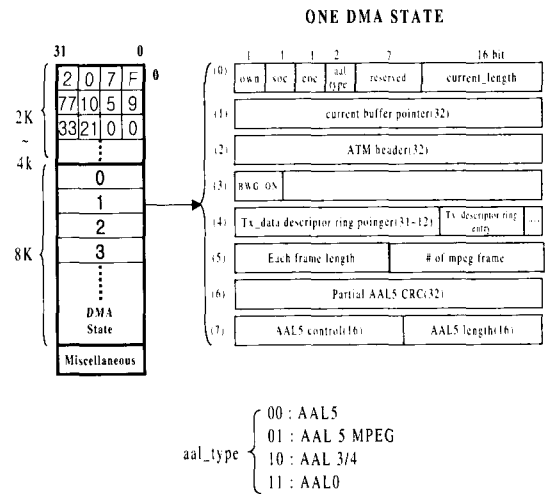 ONE DMA STATE
31 0
2 0 7 F 0
77 10 5 9
33 21 0 0
2K
~
4k
0
1
2
3
8K
DMA
State
Miscellaneous
1 1 1 2 7 16 bit
(0) own soc eoc aal type reserved current_length
(1) current buffer pointer(32)
(2) ATM header(32)
(3) BWG_ON
(4) Tx_data descriptor ring poinger(31~12) Tx_descriptor ring entry ....
(5) Each frame length # of mpeg frame
(6) Partial AAL5 CRC(32)
(7) AAL5 control(16) AAL5 length(16)
aal_type
00 : AAL5
01 : AAL 5 MPEG
10 : AAL 3/4
11 : AAL0